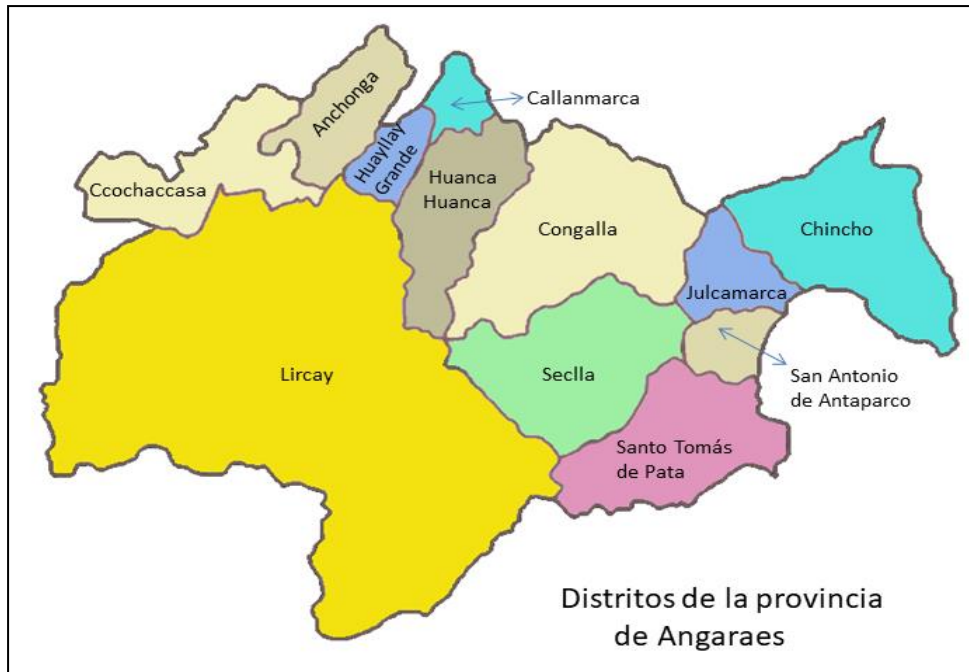 Anchonga
Callanmarca
Huayllay
Grande
Ccochaccasa
Huanca
Huanca
Congalla
Chincho
Julcamarca
Lircay
Seclla
San Antonio
de Antaparco
Santo Tomás
de Pata
Distritos de la provincia
de Angaraes